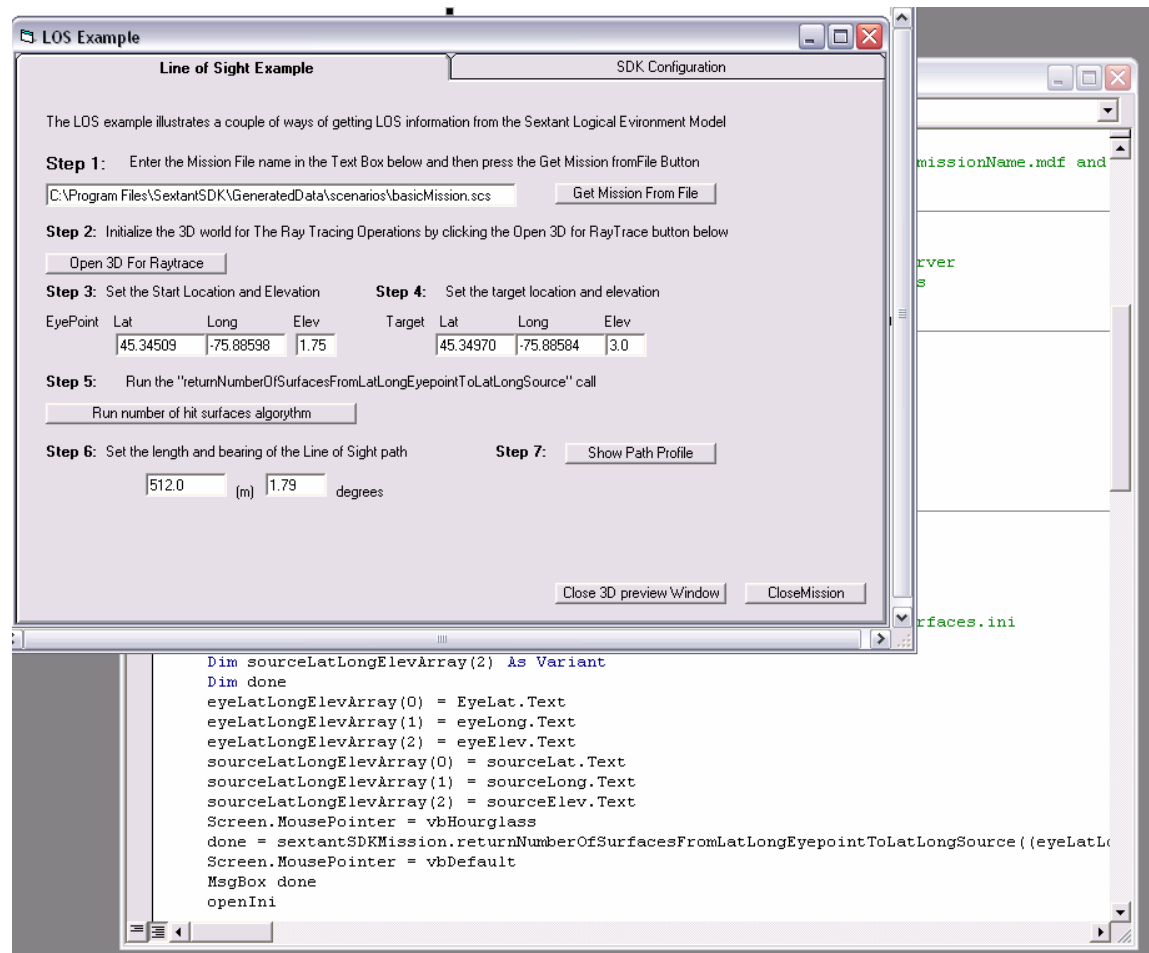 LOS Example
Line of Sight Example
SDK Configuration
The LOS example illustrates a couple of ways of getting LOS information from the Sextant Logical Evironment Model
Step 1: Enter the Mission File name in the Text Box below and then press the Get Mission fromFile Button
C:\Program Files\SextantSDK\GeneratedData\scenarios\basicMission.scs
Get Mission From File
Step 2: Initialize the 3D world for The Ray Tracing Operations by clicking the Open 3D for RayTrace button below
Open 3D For Raytrace
Step 3: Set the Start Location and Elevation
Step 4: Set the target location and elevation
EyePoint Lat Long Elev
Target Lat Long Elev
45.34509 -75.88598 1.75
45.34970 -75.88584 3.0
Step 5: Run the "returnNumberOfSurfacesFromLatLongEyepointToLatLongSource" call
Run number of hit surfaces algorythm
Step 6: Set the length and bearing of the Line of Sight path
Step 7: Show Path Profile
512.0 (m) 1.79 degrees
Close 3D preview Window
CloseMission
missionName.mdf and
rver
s
rfaces.ini
Dim sourceLatLongElevArray(2) As Variant
Dim done
eyeLatLongElevArray(0) = EyeLat.Text
eyeLatLongElevArray(1) = eyeLong.Text
eyeLatLongElevArray(2) = eyeElev.Text
sourceLatLongElevArray(0) = sourceLat.Text
sourceLatLongElevArray(1) = sourceLong.Text
sourceLatLongElevArray(2) = sourceElev.Text
Screen.MousePointer = vbHourglass
done = sextantSDKMission.returnNumberOfSurfacesFromLatLongEyepointToLatLongSource((eyeLatLo
Screen.MousePointer = vbDefault
MsgBox done
openIni